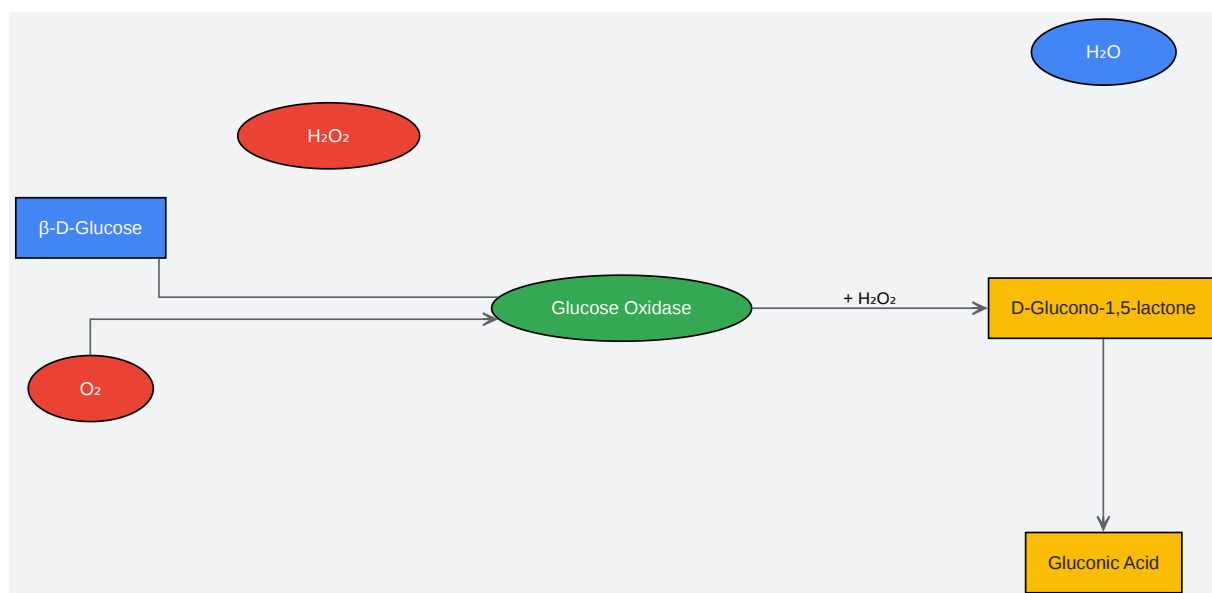 H₂O
H₂O₂
β-D-Glucose
Glucose Oxidase
+ H₂O₂
D-Glucono-1,5-lactone
O₂
Gluconic Acid